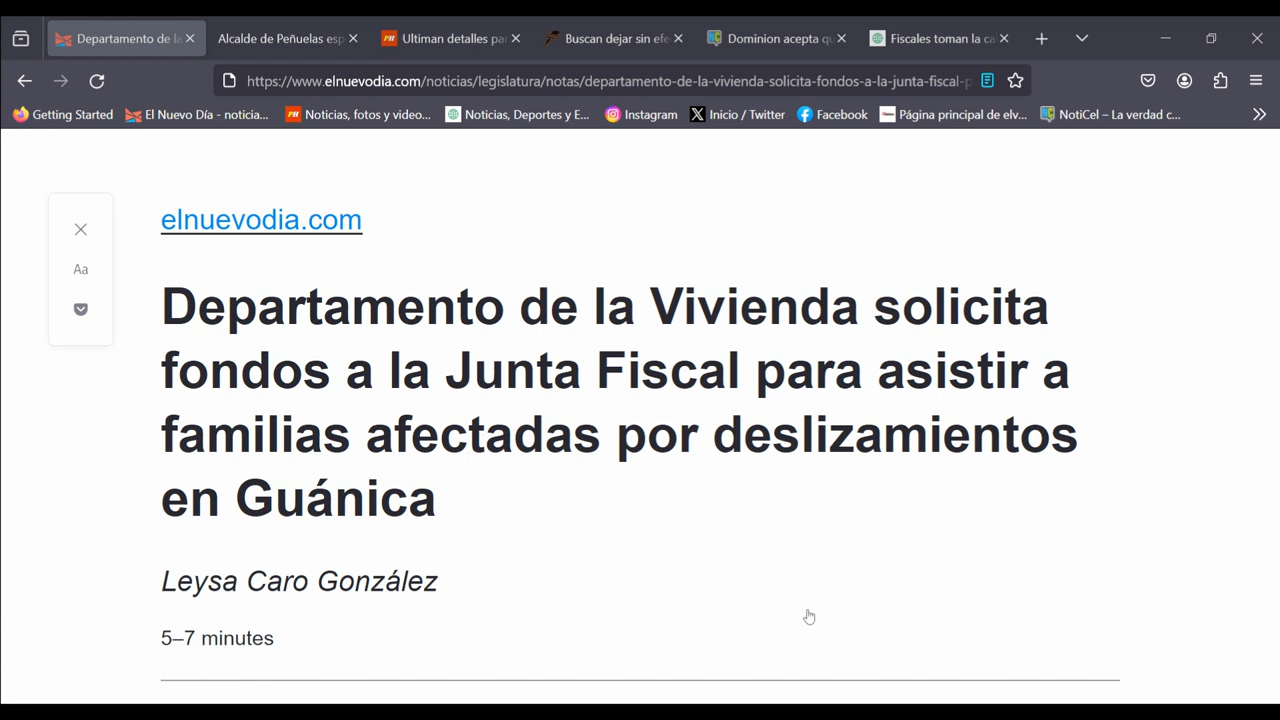 Departamento de la
Alcalde de Peñuelas esp
PH Ultiman detalles par
Buscan dejar sin efe
Dominion acepta qu
Fiscales toman la ca
https://www.elnuevodia.com/noticias/legislatura/notas/departamento-de-la-vivienda-solicita-fondos-a-la-junta-fiscal-p
Getting Started
El Nuevo Día - noticia...
PH Noticias, fotos y video...
Noticias, Deportes y E...
Instagram
Inicio / Twitter
Facebook
Página principal de elv...
NotiCel – La verdad c...
elnuevodia.com
Aa
Departamento de la Vivienda solicita
fondos a la Junta Fiscal para asistir a
familias afectadas por deslizamientos
en Guánica
Leysa Caro González
5–7 minutes